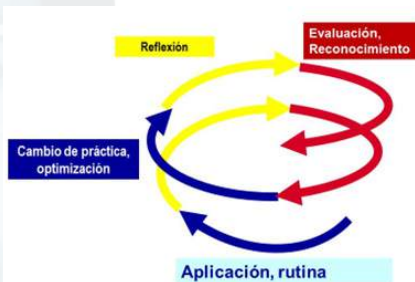 Evaluación,
Reconocimiento
Reflexión
Cambio de práctica,
optimización
Aplicación, rutina